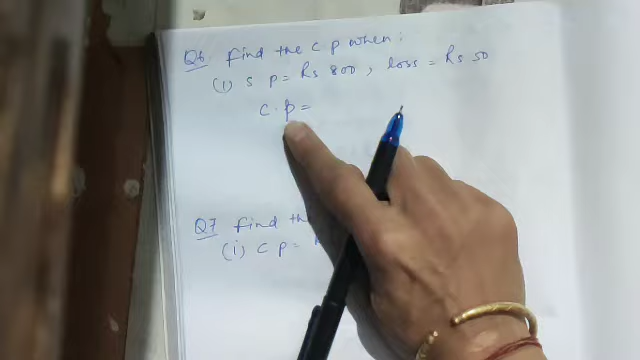 Q6. Find the C P when:
(i) S P = Rs 800, loss = Rs 50
C.P=
Q7 Find th
(i) C P =